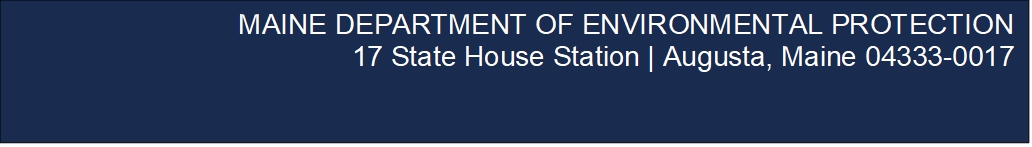 MAINE DEPARTMENT OF ENVIRONMENTAL PROTECTION
17 State House Station | Augusta, Maine 04333-0017